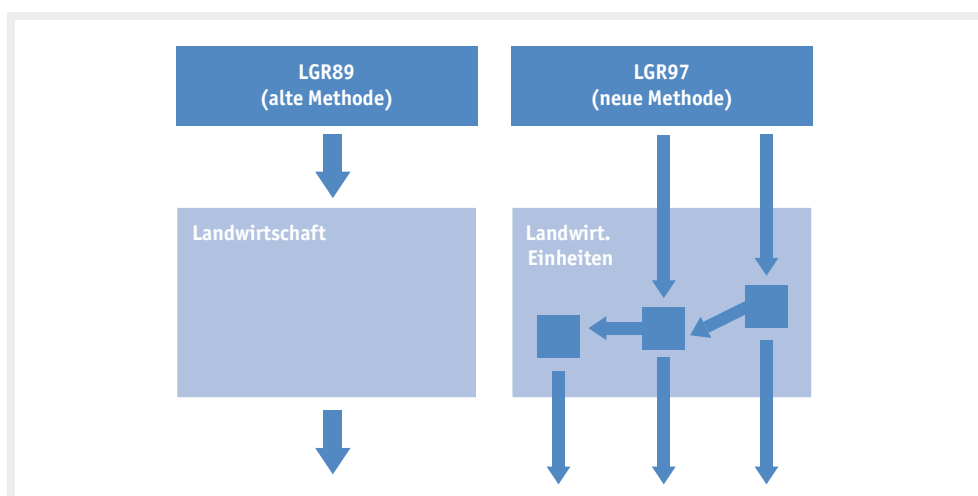 LGR89
(alte Methode)
LGR97
(neue Methode)
Landwirtschaft
Landwirt.
Einheiten